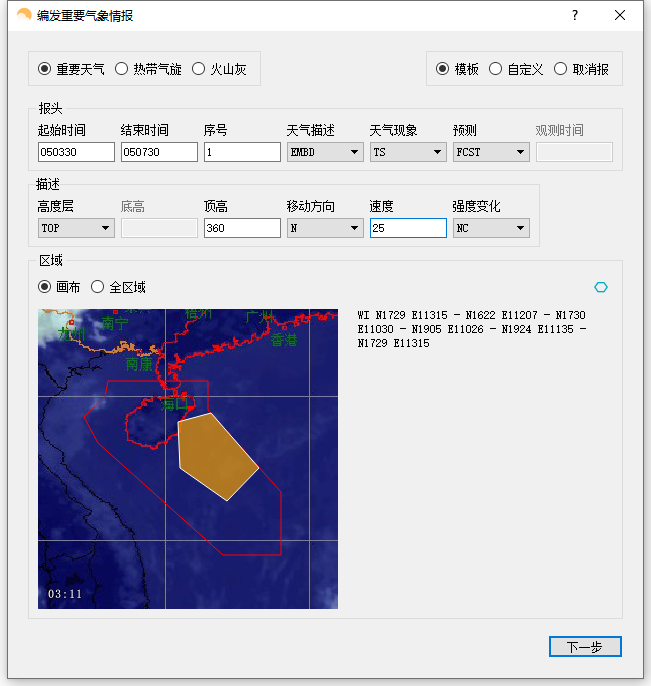 编发重要气象情报
重要天气 热带气旋 火山灰 模板 自定义 取消报
报头
起始时间 结束时间 序号 天气描述 天气现象 预测 观测时间
050330 050730 1 EMBD TS FCST
描述
高度层 底高 顶高 移动方向 速度 强度变化
TOP 360 N 25 NC
区域
画布 全区域
WI N1729 E11315 - N1622 E11207 - N1730
E11030 - N1905 E11026 - N1924 E11135 -
N1729 E11315
梧州 广州
南宁
香港
南康
海口
03:11
下一步